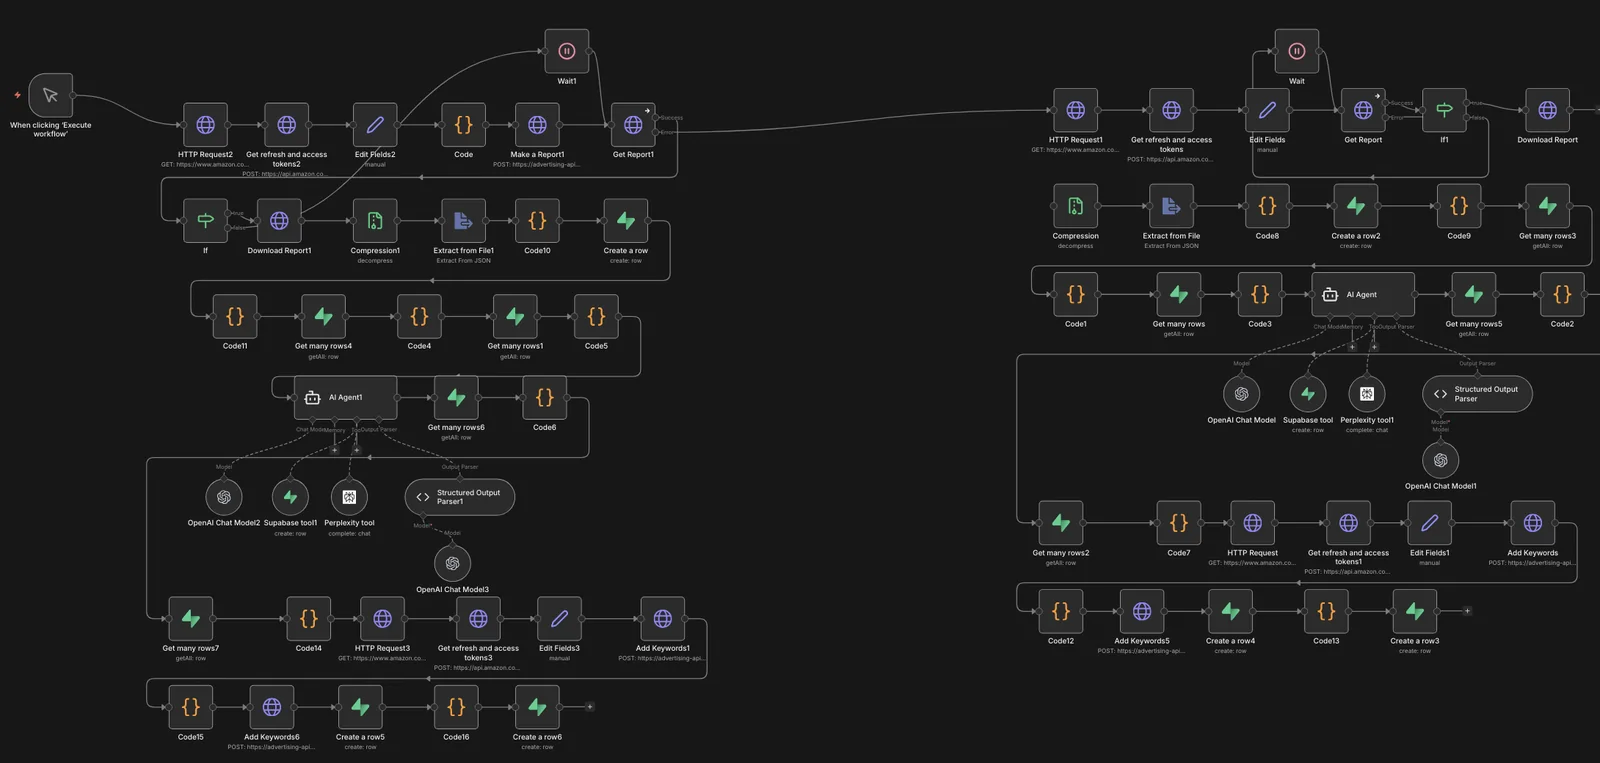 Wait1
Wait
When clicking 'Execute
workflow'
HTTP Request2
GET: https://www.amazon.co...
Get refresh and access
tokens2
POST: https://api.amazon.co...
Edit Fields2
manual
Code
Make a Report1
POST: https://advertising-api...
Get Report1
Success
Error
HTTP Request1
GET: https://www.amazon.co...
Get refresh and access
tokens
POST: https://api.amazon.co...
Edit Fields
manual
Get Report
Success
Error
If1
true
false
Download Report
If
true
false
Download Report1
Compression1
decompress
Extract from File1
Extract From JSON
Code10
Create a row
create: row
Compression
decompress
Extract from File
Extract From JSON
Code8
Create a row2
create: row
Code9
Get many rows3
getAll: row
Code11
Get many rows4
getAll: row
Code4
Get many rows1
getAll: row
Code5
Code1
Get many rows
getAll: row
Code3
AI Agent
Chat Model
Memory
Tool
Output Parser
Get many rows5
getAll: row
Code2
AI Agent1
Chat Model
Memory
Tool
Output Parser
Get many rows6
getAll: row
Code6
Model
OpenAI Chat Model
Supabase tool
create: row
Perplexity tool1
complete: chat
Output Parser
Structured Output
Parser
Model*
Model
OpenAI Chat Model1
Model
OpenAI Chat Model2
Supabase tool1
create: row
Perplexity tool
complete: chat
Output Parser
Structured Output
Parser1
Model*
Model
OpenAI Chat Model3
Get many rows2
getAll: row
Code7
HTTP Request
GET: https://www.amazon.co...
Get refresh and access
tokens1
POST: https://api.amazon.co...
Edit Fields1
manual
Add Keywords
POST: https://advertising-api...
Get many rows7
getAll: row
Code14
HTTP Request3
GET: https://www.amazon.co...
Get refresh and access
tokens3
POST: https://api.amazon.co...
Edit Fields3
manual
Add Keywords1
POST: https://advertising-api...
Code12
Add Keywords5
POST: https://advertising-api...
Create a row4
create: row
Code13
Create a row3
create: row
Code15
Add Keywords6
POST: https://advertising-api...
Create a row5
create: row
Code16
Create a row6
create: row